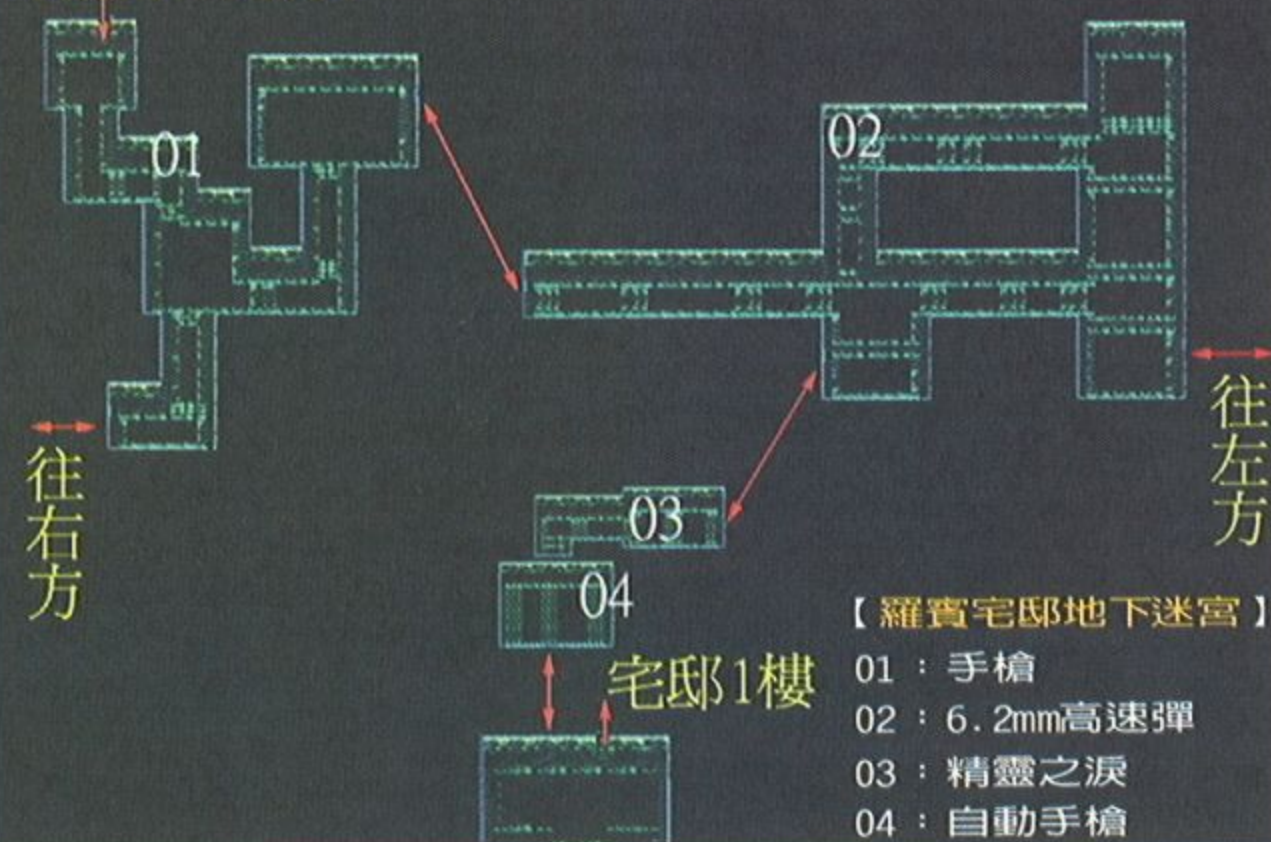 01
02
往右方
往左方
03
04
宅邸1樓
【羅賓宅邸地下迷宮】
01：手槍
02：6.2mm高速彈
03：精靈之淚
04：自動手槍